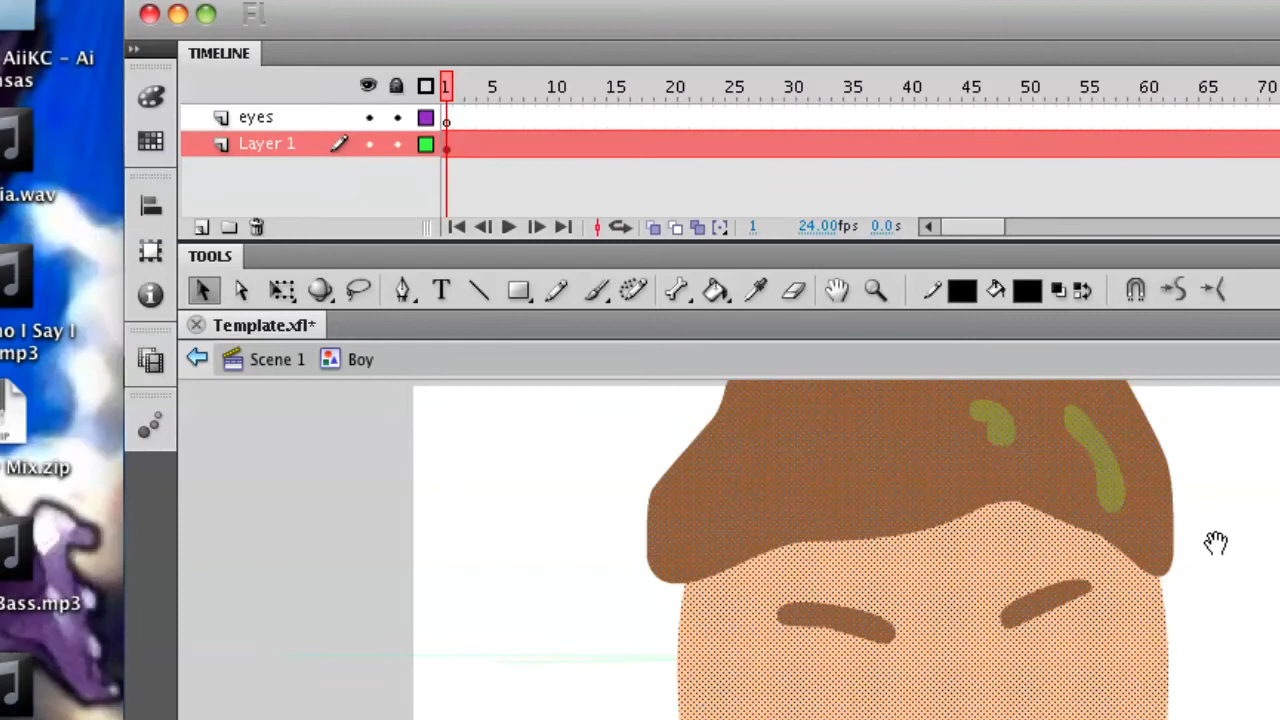 Fl
AiiKC - Ai
nsas
ia.wav
no I Say I
mp3
Mix.zip
Bass.mp3
TIMELINE
1 5 10 15 20 25 30 35 40 45 50 55 60 65 70
eyes
Layer 1
1 24.00fps 0.0s
TOOLS
T
Template.xfl*
Scene 1 Boy